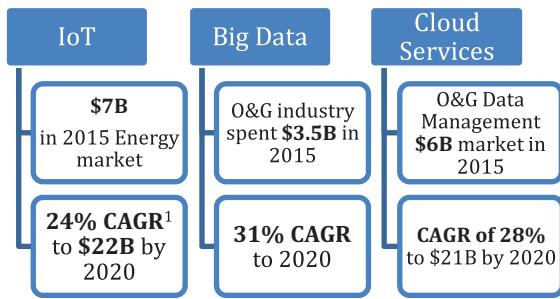 IoT
$7B
in 2015 Energy
market
24% CAGR¹
to $22B by
2020
Big Data
O&G industry
spent $3.5B in
2015
31% CAGR
to 2020
Cloud
Services
O&G Data
Management
$6B market in
2015
CAGR of 28%
to $21B by 2020